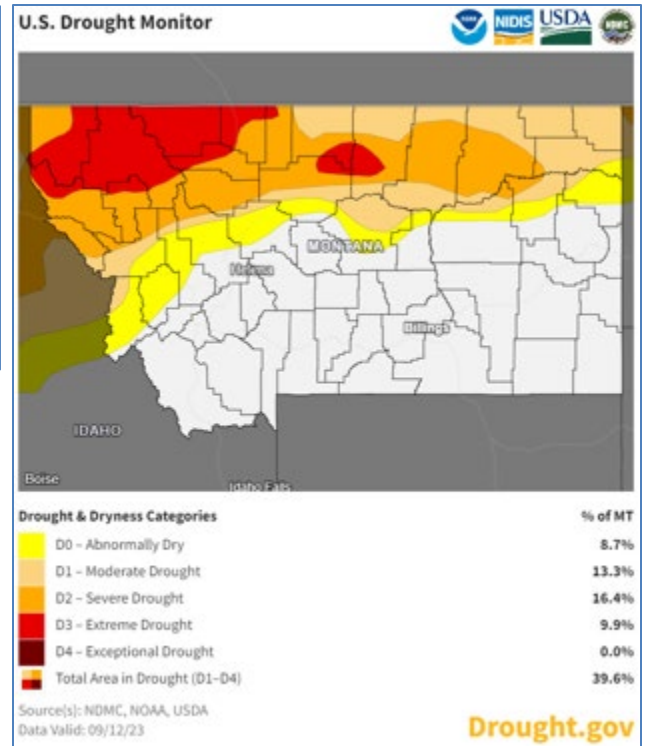 U.S. Drought Monitor
NOAA
NIDIS
USDA
NDMC
MONTANA
Helena
Billings
IDAHO
Boise
Idaho Falls
Drought & Dryness Categories % of MT
D0 – Abnormally Dry 8.7%
D1 – Moderate Drought 13.3%
D2 – Severe Drought 16.4%
D3 – Extreme Drought 9.9%
D4 – Exceptional Drought 0.0%
Total Area in Drought (D1–D4) 39.6%
Source(s): NDMC, NOAA, USDA
Data Valid: 09/12/23
Drought.gov